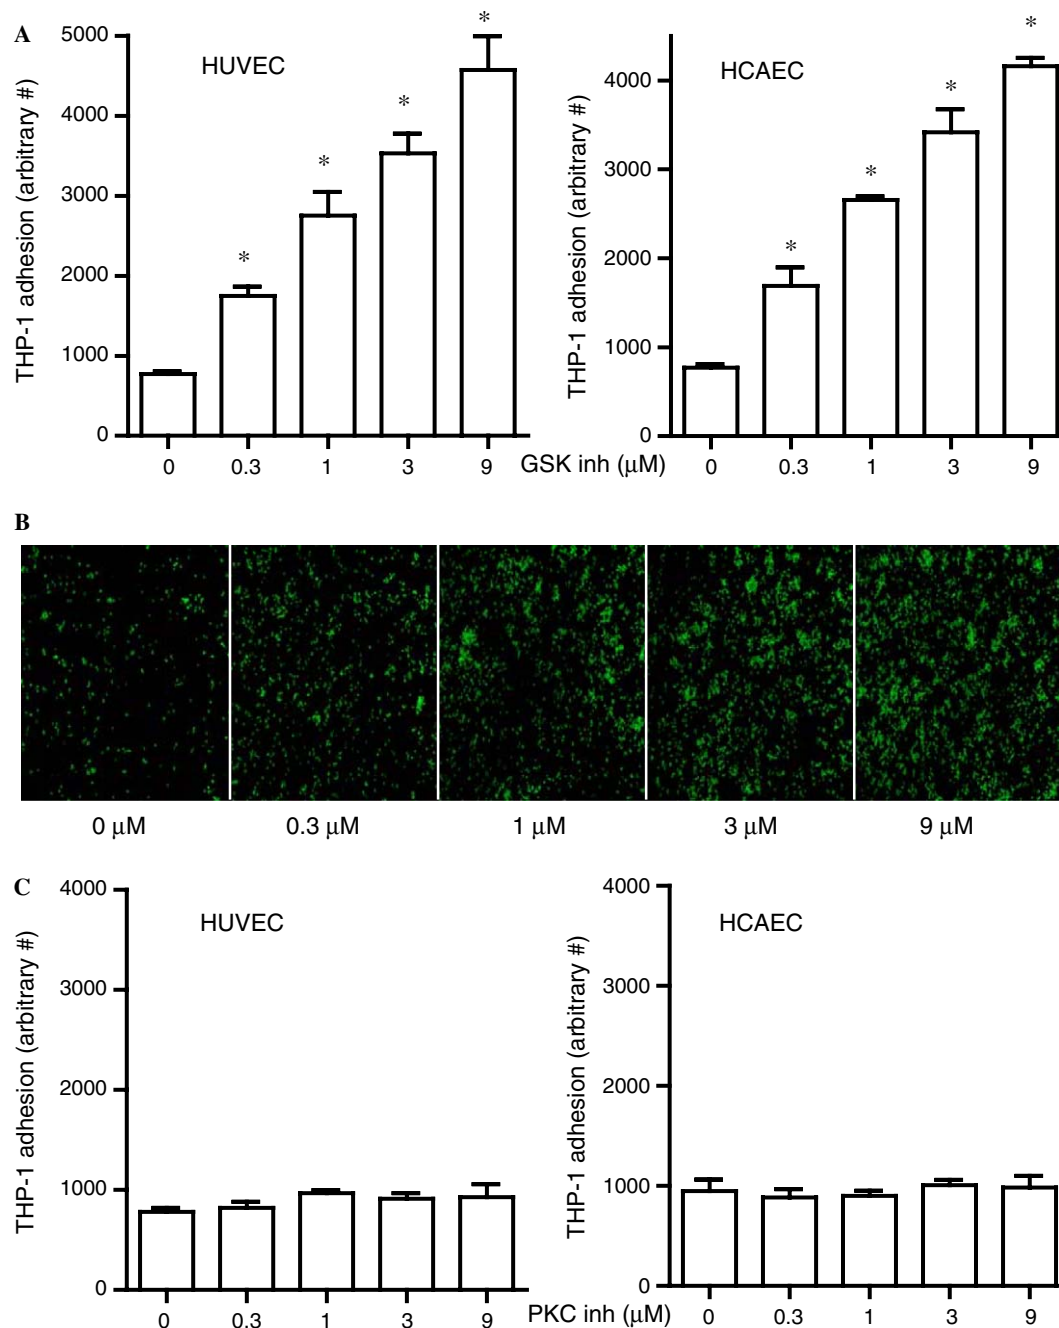 A
HUVEC
THP-1 adhesion (arbitrary #)
5000
4000
3000
2000
1000
0
*
*
*
*
0 0.3 1 3 9
HCAEC
THP-1 adhesion (arbitrary #)
4000
3000
2000
1000
0
*
*
*
*
GSK inh (μM)
0 0.3 1 3 9
B
0 μM 0.3 μM 1 μM 3 μM 9 μM
C
HUVEC
THP-1 adhesion (arbitrary #)
4000
3000
2000
1000
0
0 0.3 1 3 9
HCAEC
THP-1 adhesion (arbitrary #)
4000
3000
2000
1000
0
PKC inh (μM)
0 0.3 1 3 9